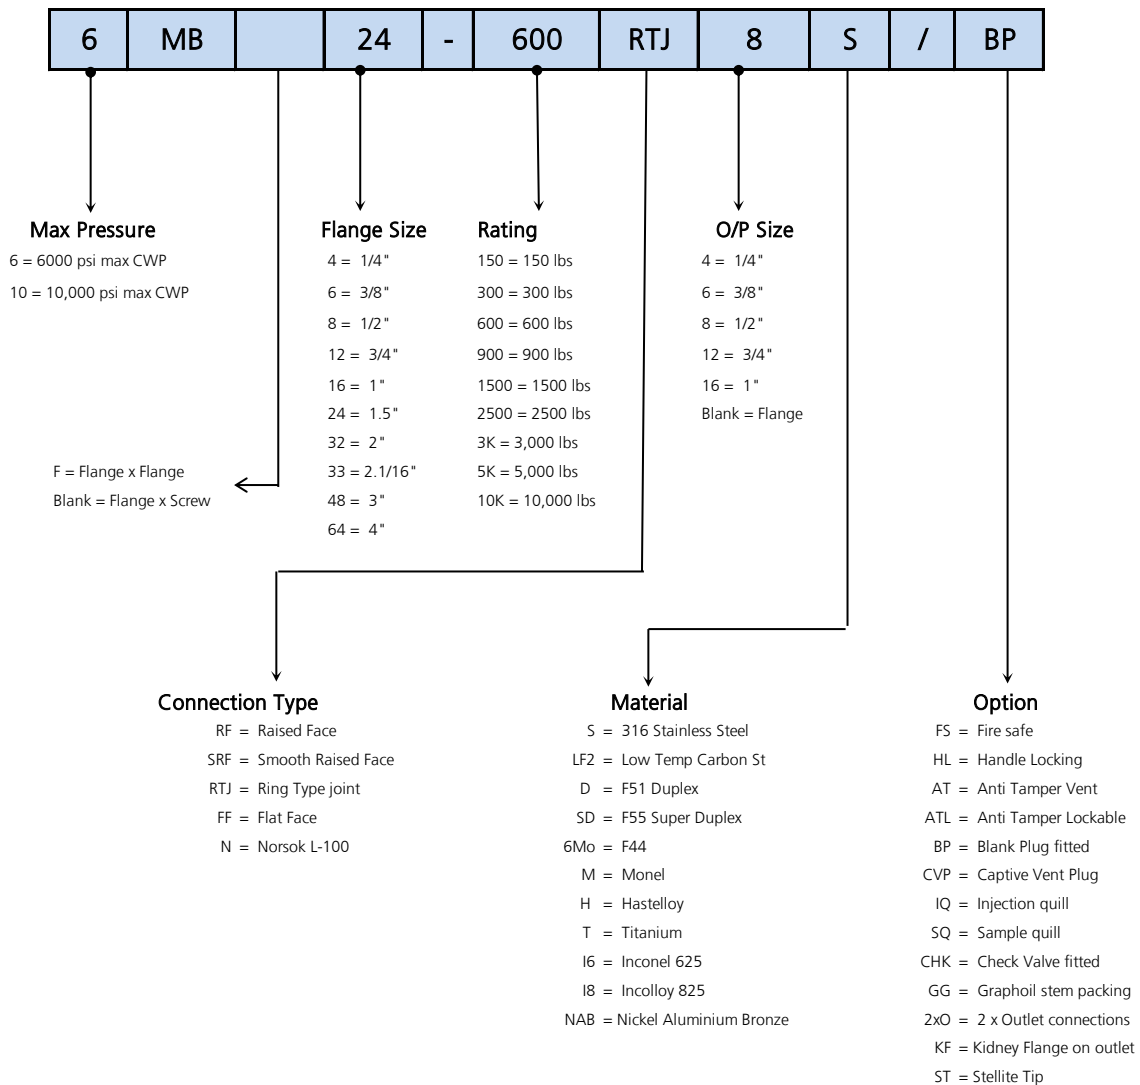 6 MB 24 - 600 RTJ 8 S / BP
Max Pressure
6 = 6000 psi max CWP
10 = 10,000 psi max CWP
F = Flange x Flange
Blank = Flange x Screw
Flange Size
4 = 1/4"
6 = 3/8"
8 = 1/2"
12 = 3/4"
16 = 1"
24 = 1.5"
32 = 2"
33 = 2.1/16"
48 = 3"
64 = 4"
Rating
150 = 150 lbs
300 = 300 lbs
600 = 600 lbs
900 = 900 lbs
1500 = 1500 lbs
2500 = 2500 lbs
3K = 3,000 lbs
5K = 5,000 lbs
10K = 10,000 lbs
O/P Size
4 = 1/4"
6 = 3/8"
8 = 1/2"
12 = 3/4"
16 = 1"
Blank = Flange
Connection Type
RF = Raised Face
SRF = Smooth Raised Face
RTJ = Ring Type joint
FF = Flat Face
N = Norsok L-100
Material
S = 316 Stainless Steel
LF2 = Low Temp Carbon St
D = F51 Duplex
SD = F55 Super Duplex
6Mo = F44
M = Monel
H = Hastelloy
T = Titanium
I6 = Inconel 625
I8 = Incolloy 825
NAB = Nickel Aluminium Bronze
Option
FS = Fire safe
HL = Handle Locking
AT = Anti Tamper Vent
ATL = Anti Tamper Lockable
BP = Blank Plug fitted
CVP = Captive Vent Plug
IQ = Injection quill
SQ = Sample quill
CHK = Check Valve fitted
GG = Graphoil stem packing
2xO = 2 x Outlet connections
KF = Kidney Flange on outlet
ST = Stellite Tip